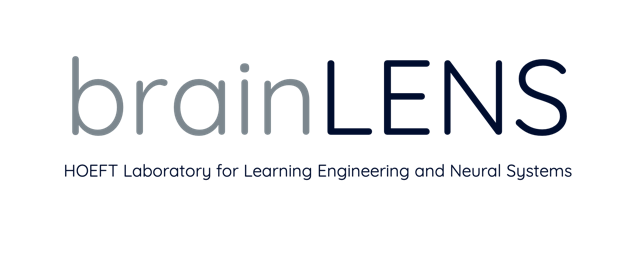 brainLENS
HOEFT Laboratory for Learning Engineering and Neural Systems